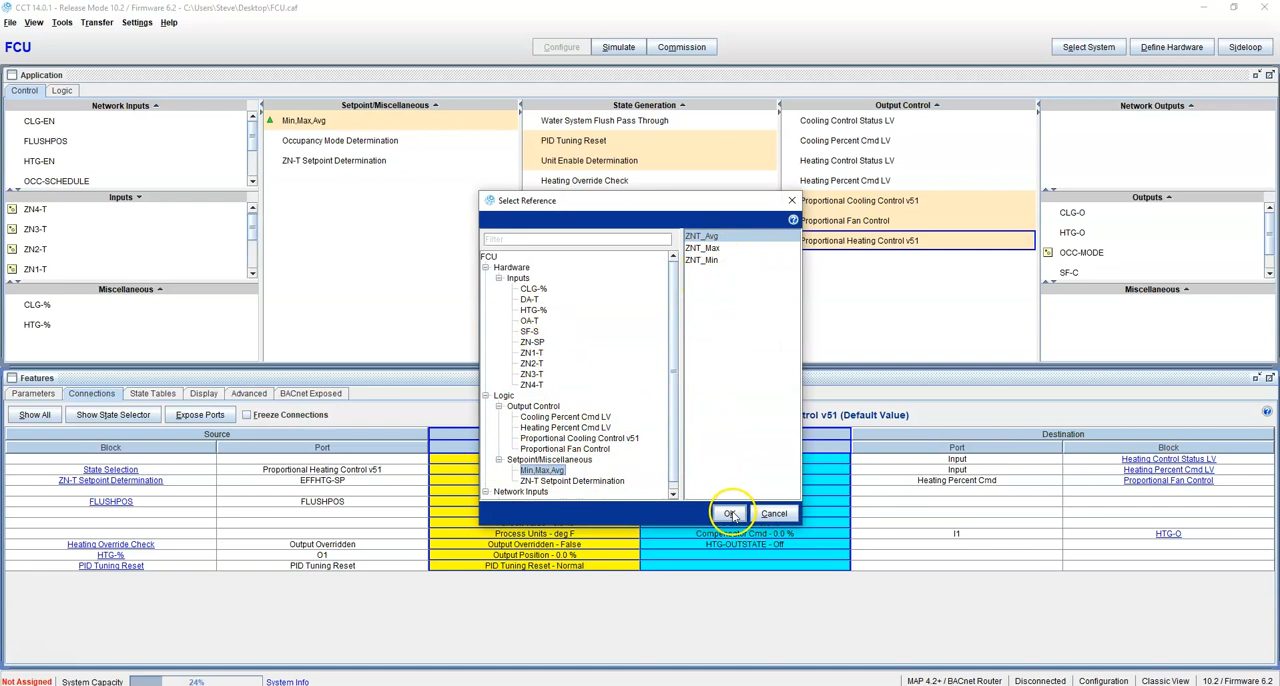 CCT 14.0.1 - Release Mode 10.2 / Firmware 6.2 - C:\Users\Steve\Desktop\FCU.caf
File View Tools Transfer Settings Help
FCU
Configure Simulate Commission
Select System Define Hardware Sideloop
Application
Control Logic
Network Inputs
CLG-EN
FLUSHPOS
HTG-EN
OCC-SCHEDULE
Inputs
ZN4-T
ZN3-T
ZN2-T
ZN1-T
Miscellaneous
CLG-%
HTG-%
Setpoint/Miscellaneous
Min,Max,Avg
Occupancy Mode Determination
ZN-T Setpoint Determination
State Generation
Water System Flush Pass Through
PID Tuning Reset
Unit Enable Determination
Heating Override Check
Output Control
Cooling Control Status LV
Cooling Percent Cmd LV
Heating Control Status LV
Heating Percent Cmd LV
Proportional Cooling Control v51
Proportional Fan Control
Proportional Heating Control v51
Network Outputs
Outputs
CLG-O
HTG-O
OCC-MODE
SF-C
Miscellaneous
Select Reference
Filter
FCU
Hardware
Inputs
CLG-%
DA-T
HTG-%
OA-T
SF-S
ZN-SP
ZN1-T
ZN2-T
ZN3-T
ZN4-T
Logic
Output Control
Cooling Percent Cmd LV
Heating Percent Cmd LV
Proportional Cooling Control v51
Proportional Fan Control
Setpoint/Miscellaneous
Min,Max,Avg
ZN-T Setpoint Determination
Network Inputs
ZNT_Avg
ZNT_Max
ZNT_Min
OK Cancel
Features
Parameters Connections State Tables Display Advanced BACnet Exposed
Show All Show State Selector Expose Ports Freeze Connections
trol v51 (Default Value)
Source Destination
Block Port Port Block
State Selection Proportional Heating Control v51 Input Heating Control Status LV
ZN-T Setpoint Determination EFFHTG-SP Input Heating Percent Cmd LV
Heating Percent Cmd Proportional Fan Control
FLUSHPOS FLUSHPOS
Process Units - deg F Compensator Cmd - 0.0 % I1 HTG-O
Heating Override Check Output Overridden Output Overridden - False HTG-OUTSTATE - Off
HTG-% O1 Output Position - 0.0 %
PID Tuning Reset PID Tuning Reset PID Tuning Reset - Normal
Not Assigned System Capacity 24% System Info
MAP 4.2+ / BACnet Router Disconnected Configuration Classic View 10.2 / Firmware 6.2